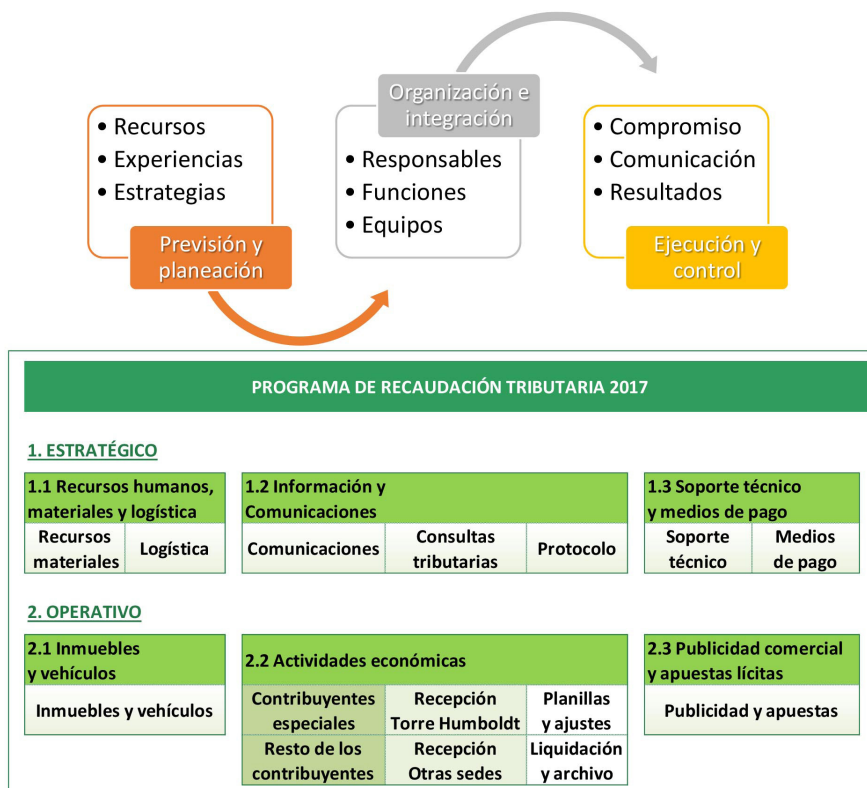 • Recursos
• Experiencias
• Estrategias
Previsión y
planeación
Organización e
integración
• Responsables
• Funciones
• Equipos
• Compromiso
• Comunicación
• Resultados
Ejecución y
control
PROGRAMA DE RECAUDACIÓN TRIBUTARIA 2017
1. ESTRATÉGICO
1.1 Recursos humanos,
materiales y logística
Recursos
materiales
Logística
1.2 Información y
Comunicaciones
Comunicaciones
Consultas
tributarias
Protocolo
1.3 Soporte técnico
y medios de pago
Soporte
técnico
Medios
de pago
2. OPERATIVO
2.1 Inmuebles
y vehículos
Inmuebles y vehículos
2.2 Actividades económicas
Contribuyentes
especiales
Recepción
Torre Humboldt
Planillas
y ajustes
Resto de los
contribuyentes
Recepción
Otras sedes
Liquidación
y archivo
2.3 Publicidad comercial
y apuestas lícitas
Publicidad y apuestas